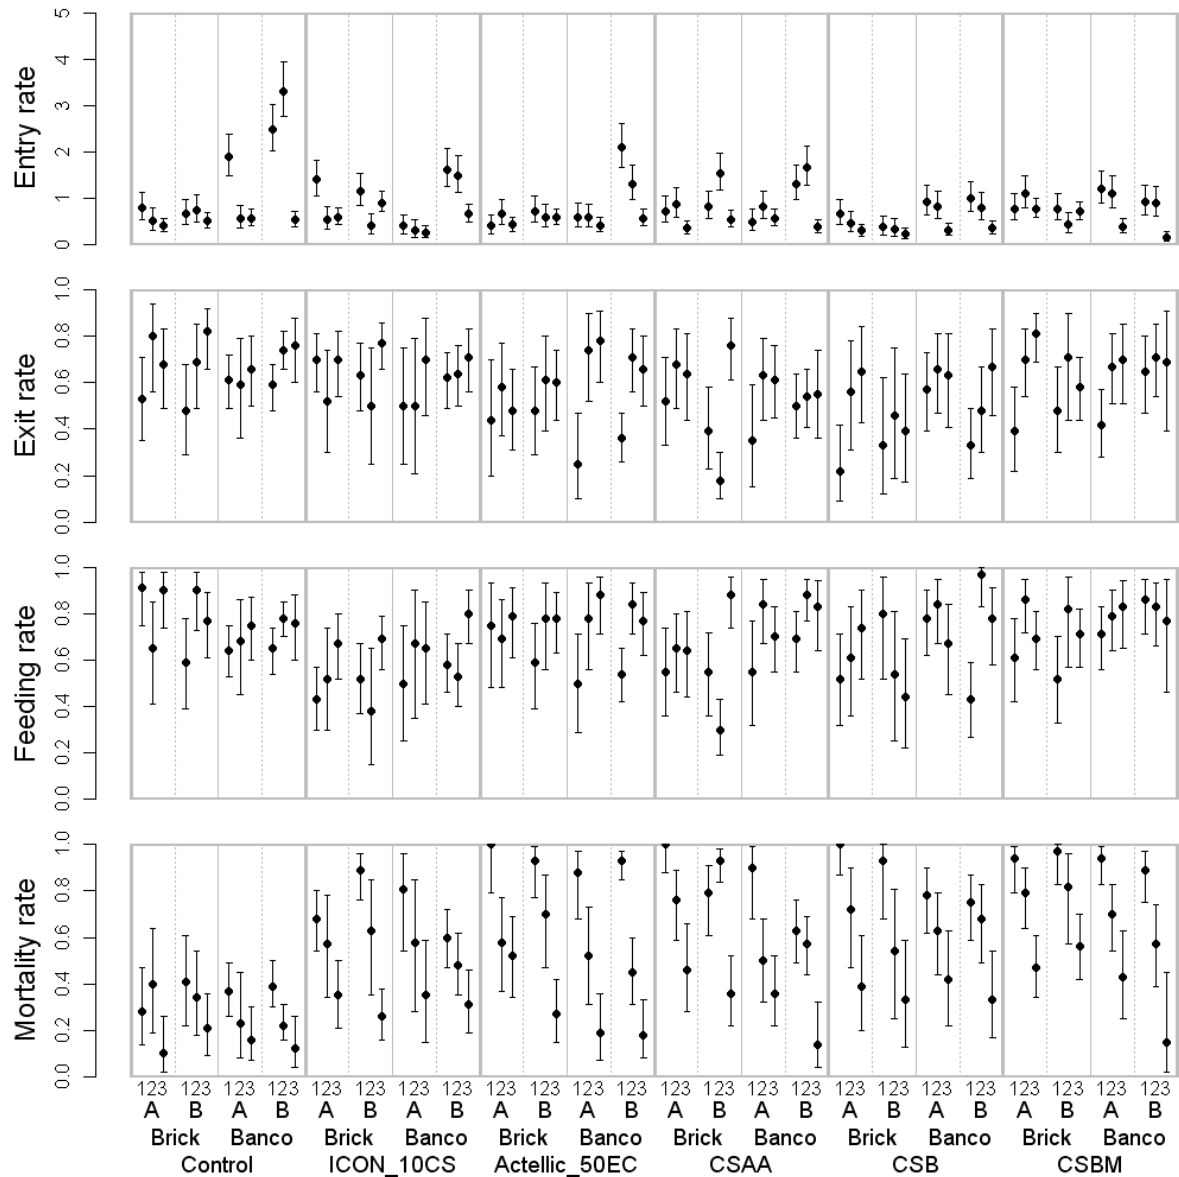 Entry rate
0 1 2 3 4 5
Exit rate
0.0 0.2 0.4 0.6 0.8 1.0
Feeding rate
0.0 0.2 0.4 0.6 0.8 1.0
Mortality rate
0.0 0.2 0.4 0.6 0.8 1.0
123 123 123 123 123 123 123 123 123 123 123 123 123 123 123 123 123 123 123 123 123 123 123 123
A B A B A B A B A B A B A B A B A B A B A B A B
Brick Banco Brick Banco Brick Banco Brick Banco Brick Banco Brick Banco
Control ICON_10CS Actellic_50EC CSAA CSB CSBM